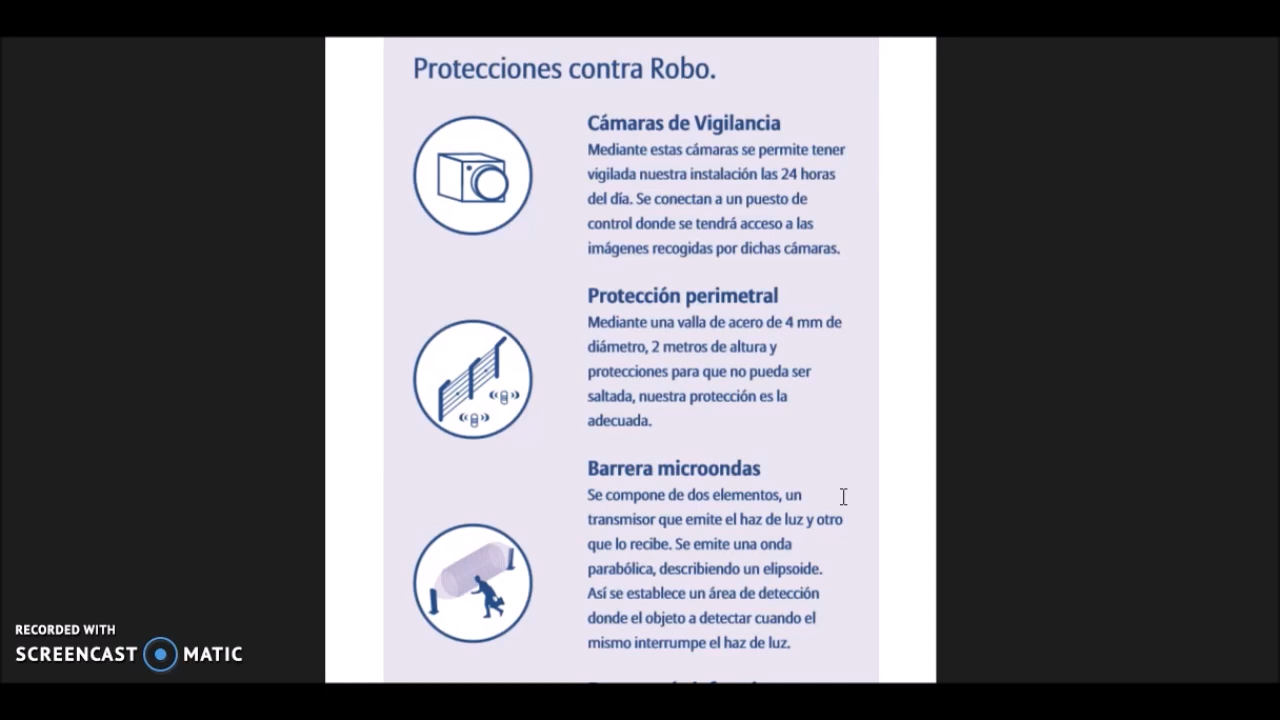 Protecciones contra Robo.
Cámaras de Vigilancia
Mediante estas cámaras se permite tener
vigilada nuestra instalación las 24 horas
del día. Se conectan a un puesto de
control donde se tendrá acceso a las
imágenes recogidas por dichas cámaras.
Protección perimetral
Mediante una valla de acero de 4 mm de
diámetro, 2 metros de altura y
protecciones para que no pueda ser
saltada, nuestra protección es la
adecuada.
Barrera microondas
Se compone de dos elementos, un
transmisor que emite el haz de luz y otro
que lo recibe. Se emite una onda
parabólica, describiendo un elipsoide.
Así se establece un área de detección
donde el objeto a detectar cuando el
mismo interrumpe el haz de luz.
RECORDED WITH
SCREENCAST MATIC